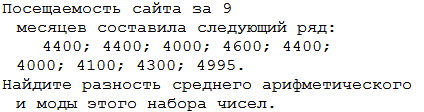 Посещаемость сайта за 9
месяцев составила следующий ряд:
4400; 4400; 4000; 4600; 4400;
4000; 4100; 4300; 4995.
Найдите разность среднего арифметического
и моды этого набора чисел.